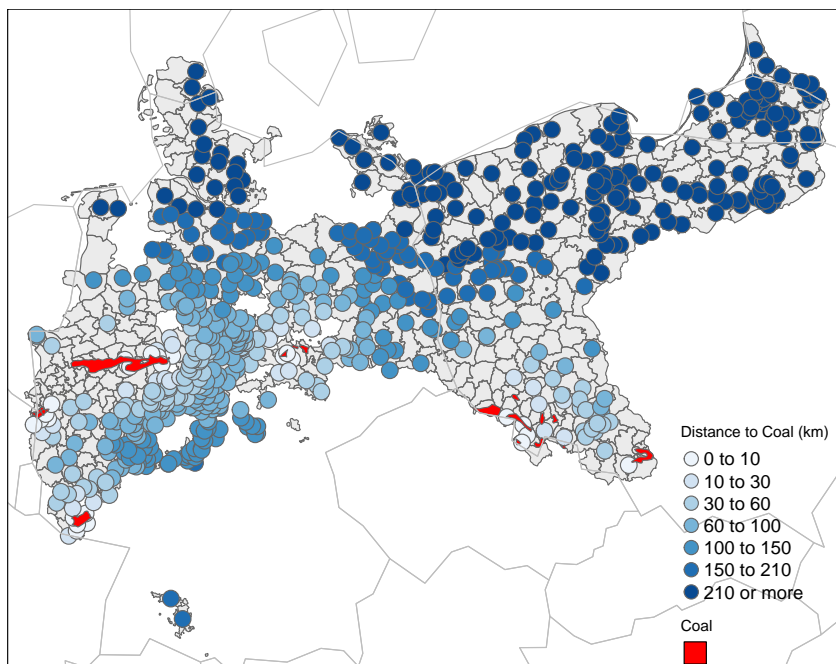 Distance to Coal (km)
0 to 10
10 to 30
30 to 60
60 to 100
100 to 150
150 to 210
210 or more
Coal